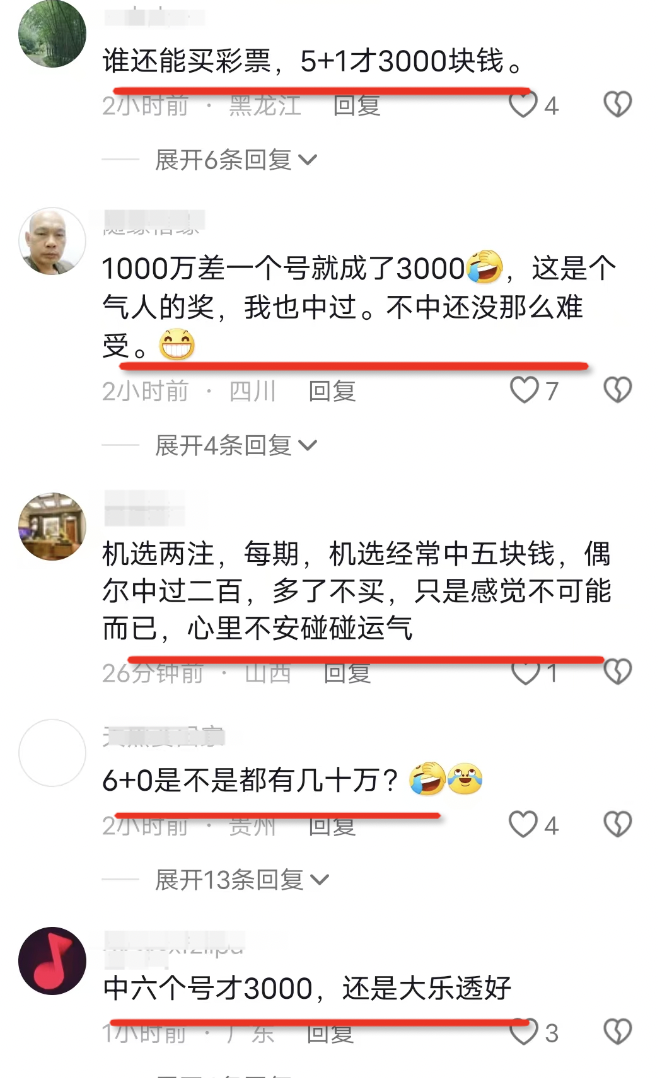 谁还能买彩票，5+1才3000块钱。
2小时前 · 黑龙江 回复 4
展开6条回复
1000万差一个号就成了3000🤣，这是个
气人的奖，我也中过。不中还没那么难
受。😁
2小时前 · 四川 回复 7
展开4条回复
机选两注，每期，机选经常中五块钱，偶
尔中过二百，多了不买，只是感觉不可能
而已，心里不安碰碰运气
26分钟前 · 山西 回复 1
6+0是不是都有几十万？🤣😂
2小时前 · 贵州 回复 4
展开13条回复
中六个号才3000，还是大乐透好
1小时前 · 广东 回复 3